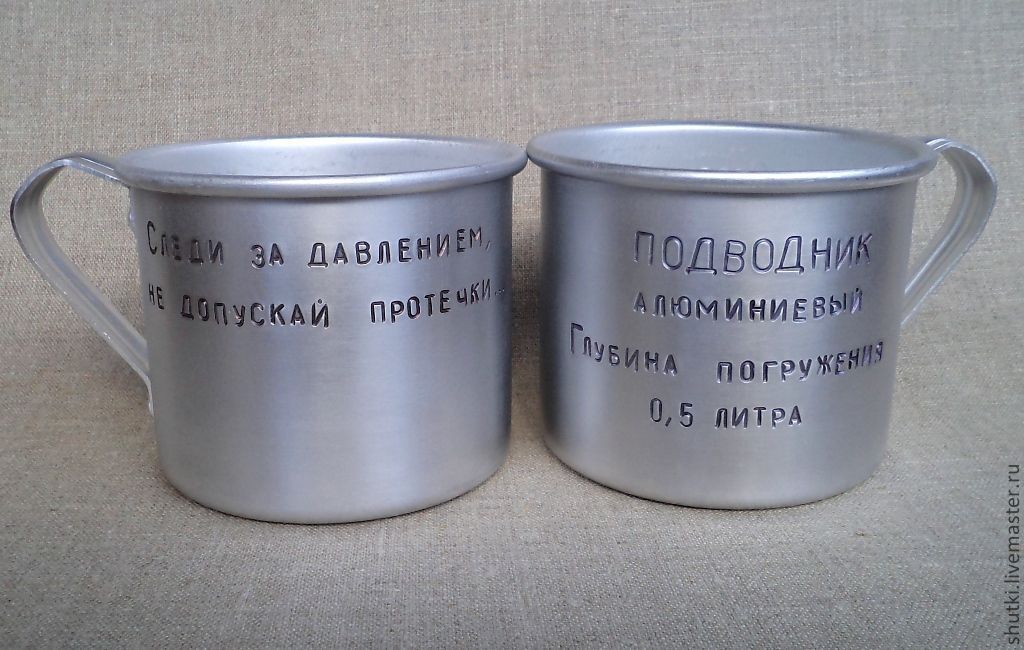 Следи за давлением,
не допускай протечки...
ПОДВОДНИК
АЛЮМИНИЕВЫЙ
Глубина погружения
0,5 литра
shutki.livemaster.ru